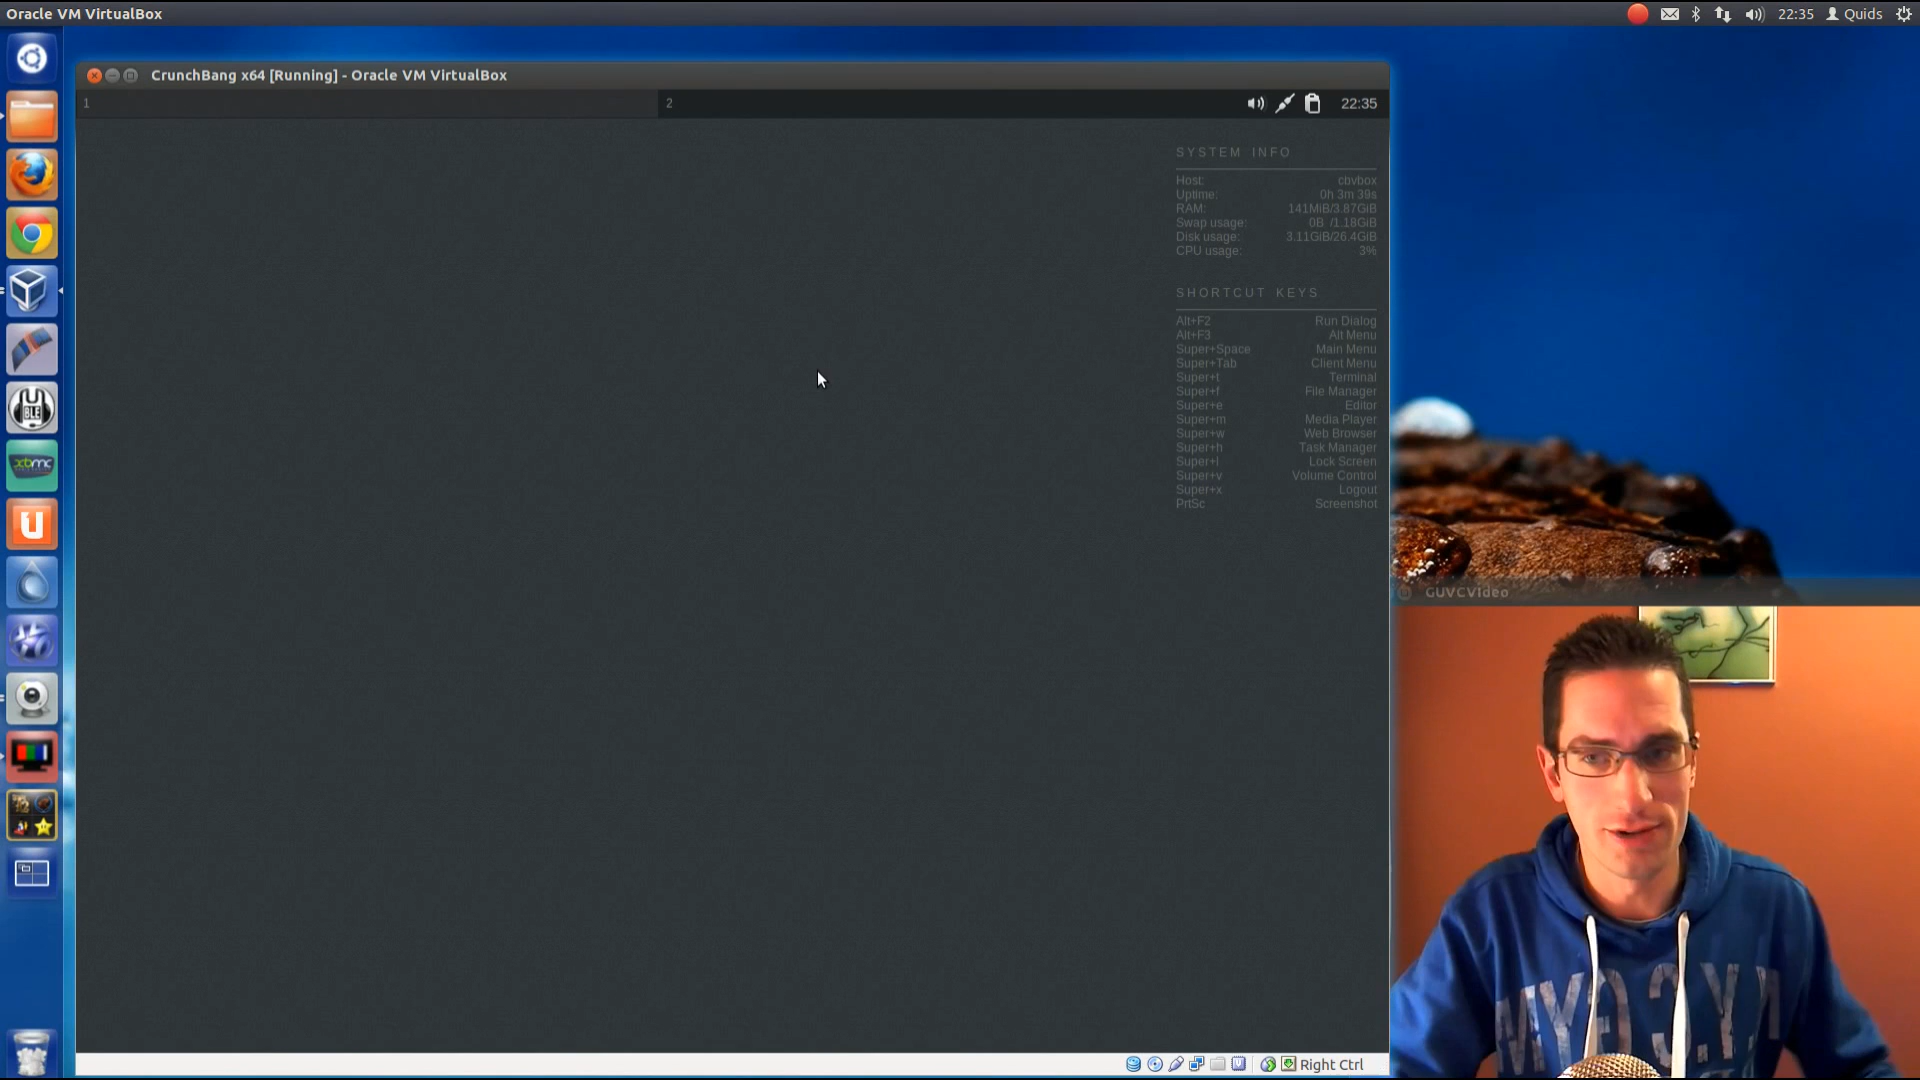 Oracle VM VirtualBox
22:35 Quids
CrunchBang x64 [Running] - Oracle VM VirtualBox
1 2 22:35
SYSTEM INFO
Host: cbvbox
Uptime: 0h 3m 39s
RAM: 141MiB/3.87GiB
Swap usage: 0B /1.18GiB
Disk usage: 3.11GiB/26.4GiB
CPU usage: 3%
SHORTCUT KEYS
Alt+F2 Run Dialog
Alt+F3 Alt Menu
Super+Space Main Menu
Super+Tab Client Menu
Super+t Terminal
Super+f File Manager
Super+e Editor
Super+m Media Player
Super+w Web Browser
Super+h Task Manager
Super+l Lock Screen
Super+v Volume Control
Super+x Logout
PrtSc Screenshot
BLE
xbmc
U
GUVCVideo
Right Ctrl